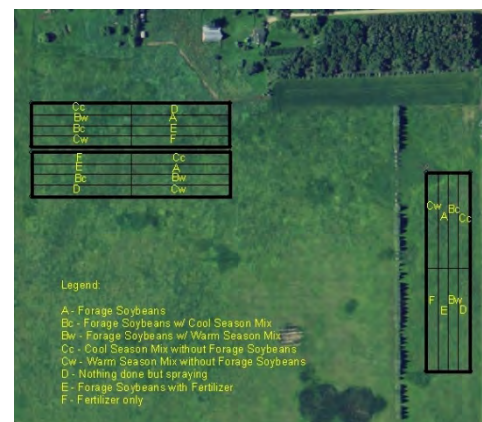 Cc D
Bw A
Bc E
Cw F
F Cc
E A
Bc Bw
D Cw
Cw A Bc Cc
F E Bw D
Legend:
A - Forage Soybeans
Bc - Forage Soybeans w/ Cool Season Mix
Bw - Forage Soybeans w/ Warm Season Mix
Cc - Cool Season Mix without Forage Soybeans
Cw - Warm Season Mix without Forage Soybeans
D - Nothing done but spraying
E - Forage Soybeans with Fertilizer
F - Fertilizer only